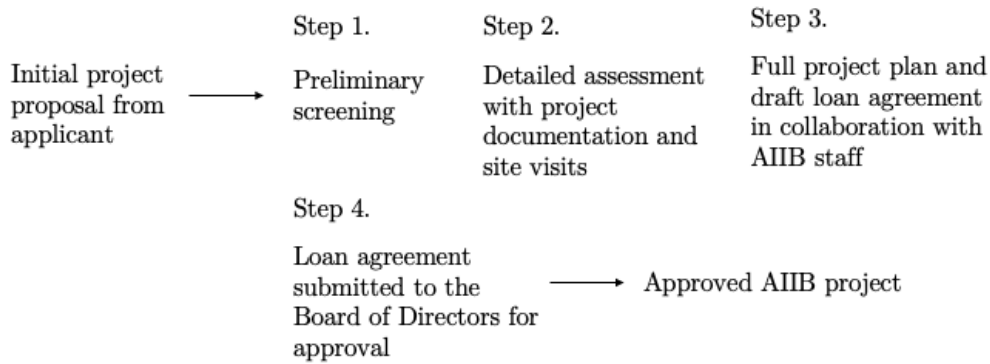 Step 1.
Step 2.
Step 3.
Initial project
proposal from
applicant
Preliminary
screening
Detailed assessment
with project
documentation and
site visits
Full project plan and
draft loan agreement
in collaboration with
AIIB staff
Step 4.
Loan agreement
submitted to the
Board of Directors for
approval
Approved AIIB project